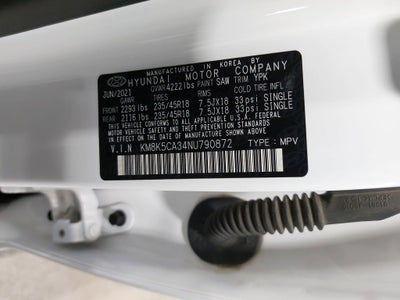 MANUFACTURED IN KOREA BY
HYUNDAI MOTOR COMPANY
JUN/2021 GVWR 4222 lbs PAINT SAW TRIM YPK
GAWR TIRES RIMS COLD TIRE INFL
FRONT 2293 lbs 235/45R18 7.5JX18 33psi SINGLE
REAR 2116 lbs 235/45R18 7.5JX18 33psi SINGLE
THIS VEHICLE CONFORMS TO ALL APPLICABLE
U.S. FEDERAL MOTOR VEHICLE SAFETY, BUMPER,
AND THEFT PREVENTION STANDARDS IN EFFECT ON
THE DATE OF MANUFACTURE SHOWN ABOVE.
V.I.N KM8K5CA34NU790872 TYPE : MPV